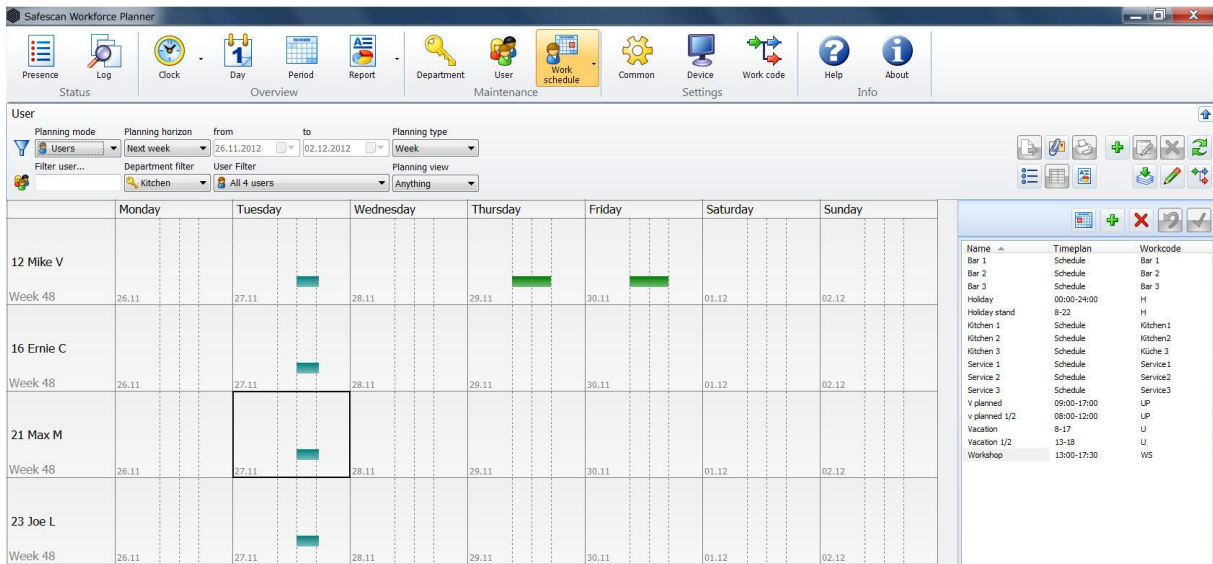 Safescan Workforce Planner
Presence Log Clock Day Period Report Department User Work schedule Common Device Work code Help About
Status Overview Maintenance Settings Info
User
Planning mode Planning horizon from to Planning type
Users Next week 26.11.2012 02.12.2012 Week
Filter user... Department filter User Filter Planning view
Kitchen All 4 users Anything
Monday Tuesday Wednesday Thursday Friday Saturday Sunday
12 Mike V
Week 48 26.11 27.11 28.11 29.11 30.11 01.12 02.12
16 Ernie C
Week 48 26.11 27.11 28.11 29.11 30.11 01.12 02.12
21 Max M
Week 48 26.11 27.11 28.11 29.11 30.11 01.12 02.12
23 Joe L
Week 48 26.11 27.11 28.11 29.11 30.11 01.12 02.12
Name Timeplan Workcode
Bar 1 Schedule Bar 1
Bar 2 Schedule Bar 2
Bar 3 Schedule Bar 3
Holiday 00:00-24:00 H
Holiday stand 8-22 H
Kitchen 1 Schedule Kitchen1
Kitchen 2 Schedule Kitchen2
Kitchen 3 Schedule Küche 3
Service 1 Schedule Service1
Service 2 Schedule Service2
Service 3 Schedule Service3
V planned 09:00-17:00 UP
v planned 1/2 08:00-12:00 UP
Vacation 8-17 U
Vacation 1/2 13-18 U
Workshop 13:00-17:30 WS